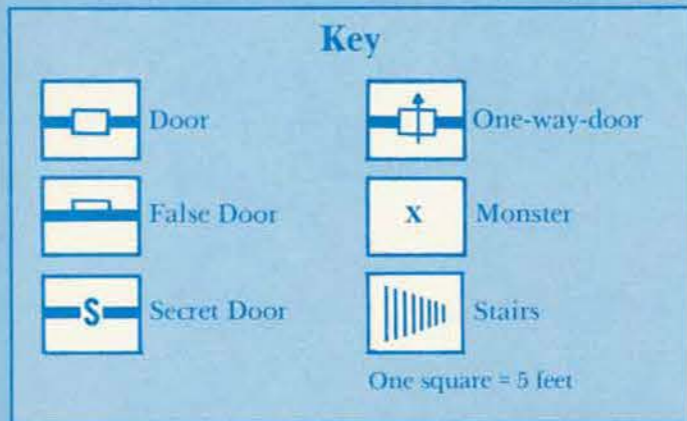 Key
Door
One-way-door
False Door
x
Monster
S
Secret Door
Stairs
One square = 5 feet